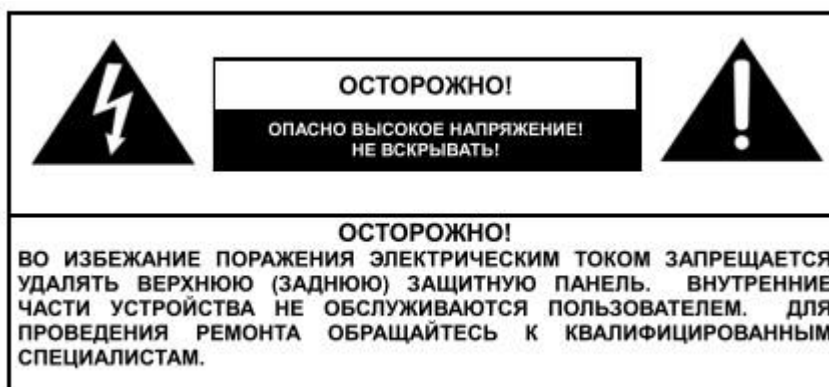 ОСТОРОЖНО!
ОПАСНО ВЫСОКОЕ НАПРЯЖЕНИЕ!
НЕ ВСКРЫВАТЬ!
ОСТОРОЖНО!
ВО ИЗБЕЖАНИЕ ПОРАЖЕНИЯ ЭЛЕКТРИЧЕСКИМ ТОКОМ ЗАПРЕЩАЕТСЯ
УДАЛЯТЬ ВЕРХНЮЮ (ЗАДНЮЮ) ЗАЩИТНУЮ ПАНЕЛЬ. ВНУТРЕННИЕ
ЧАСТИ УСТРОЙСТВА НЕ ОБСЛУЖИВАЮТСЯ ПОЛЬЗОВАТЕЛЕМ. ДЛЯ
ПРОВЕДЕНИЯ РЕМОНТА ОБРАЩАЙТЕСЬ К КВАЛИФИЦИРОВАННЫМ
СПЕЦИАЛИСТАМ.